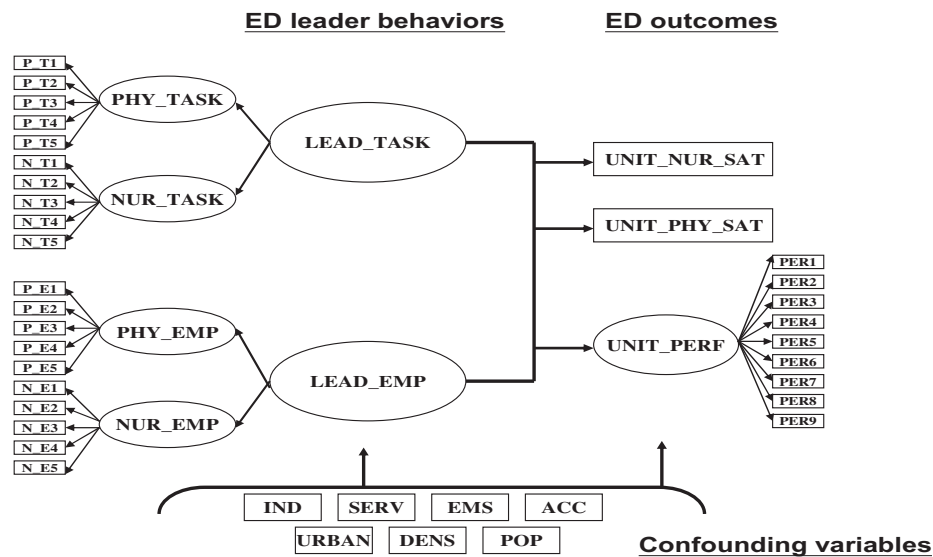 ED leader behaviors
ED outcomes
P_T1
P_T2
P_T3
P_T4
P_T5
N_T1
N_T2
N_T3
N_T4
N_T5
PHY_TASK
NUR_TASK
LEAD_TASK
P_E1
P_E2
P_E3
P_E4
P_E5
N_E1
N_E2
N_E3
N_E4
N_E5
PHY_EMP
NUR_EMP
LEAD_EMP
UNIT_NUR_SAT
UNIT_PHY_SAT
UNIT_PERF
PER1
PER2
PER3
PER4
PER5
PER6
PER7
PER8
PER9
IND SERV EMS ACC
URBAN DENS POP
Confounding variables